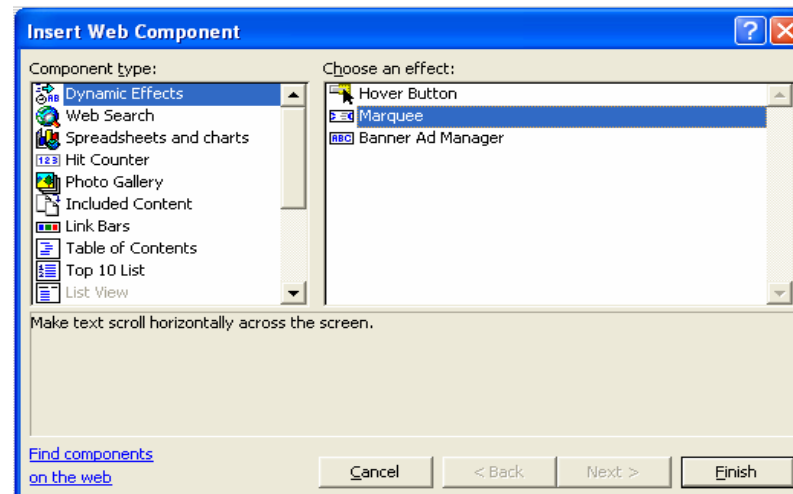 Insert Web Component
Component type:
Dynamic Effects
Web Search
Spreadsheets and charts
Hit Counter
Photo Gallery
Included Content
Link Bars
Table of Contents
Top 10 List
List View
Choose an effect:
Hover Button
Marquee
Banner Ad Manager
Make text scroll horizontally across the screen.
Find components
on the web
Cancel
< Back
Next >
Finish